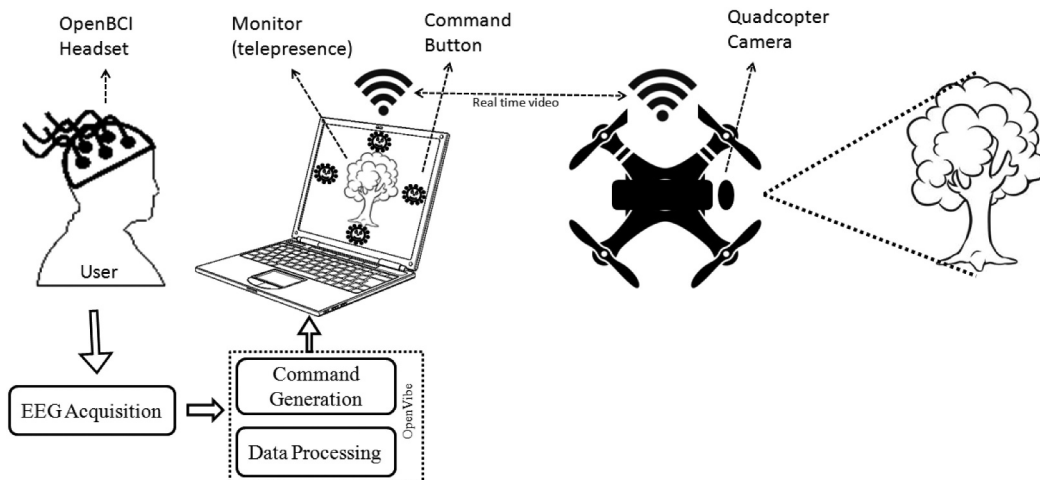 OpenBCI
Headset
Monitor
(telepresence)
Command
Button
Quadcopter
Camera
Real time video
User
EEG Acquisition
Command
Generation
Data Processing
OpenVibe